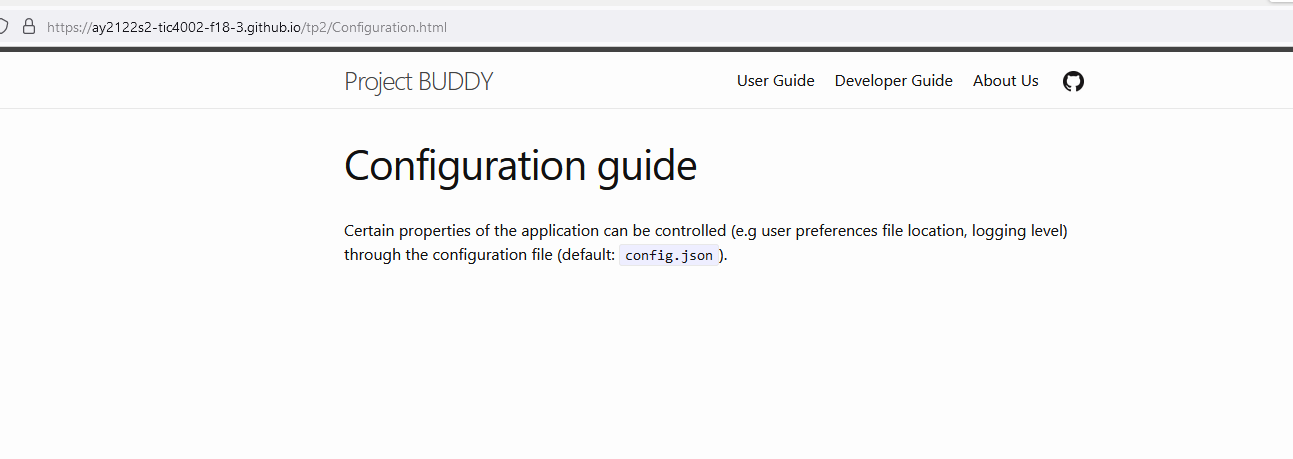 https://ay2122s2-tic4002-f18-3.github.io/tp2/Configuration.html
Project BUDDY
User Guide
Developer Guide
About Us
Configuration guide
Certain properties of the application can be controlled (e.g user preferences file location, logging level)
through the configuration file (default: config.json).